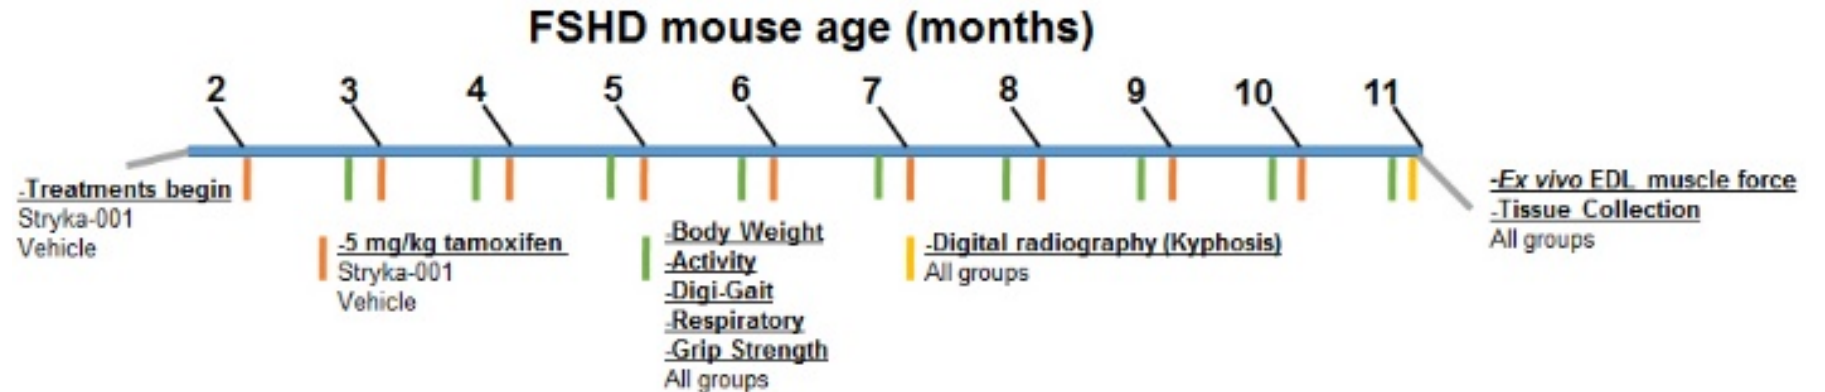 FSHD mouse age (months)
2 3 4 5 6 7 8 9 10 11
-Treatments begin
Stryka-001
Vehicle
-5 mg/kg tamoxifen
Stryka-001
Vehicle
-Body Weight
-Activity
-Digi-Gait
-Respiratory
-Grip Strength
All groups
-Digital radiography (Kyphosis)
All groups
-Ex vivo EDL muscle force
-Tissue Collection
All groups